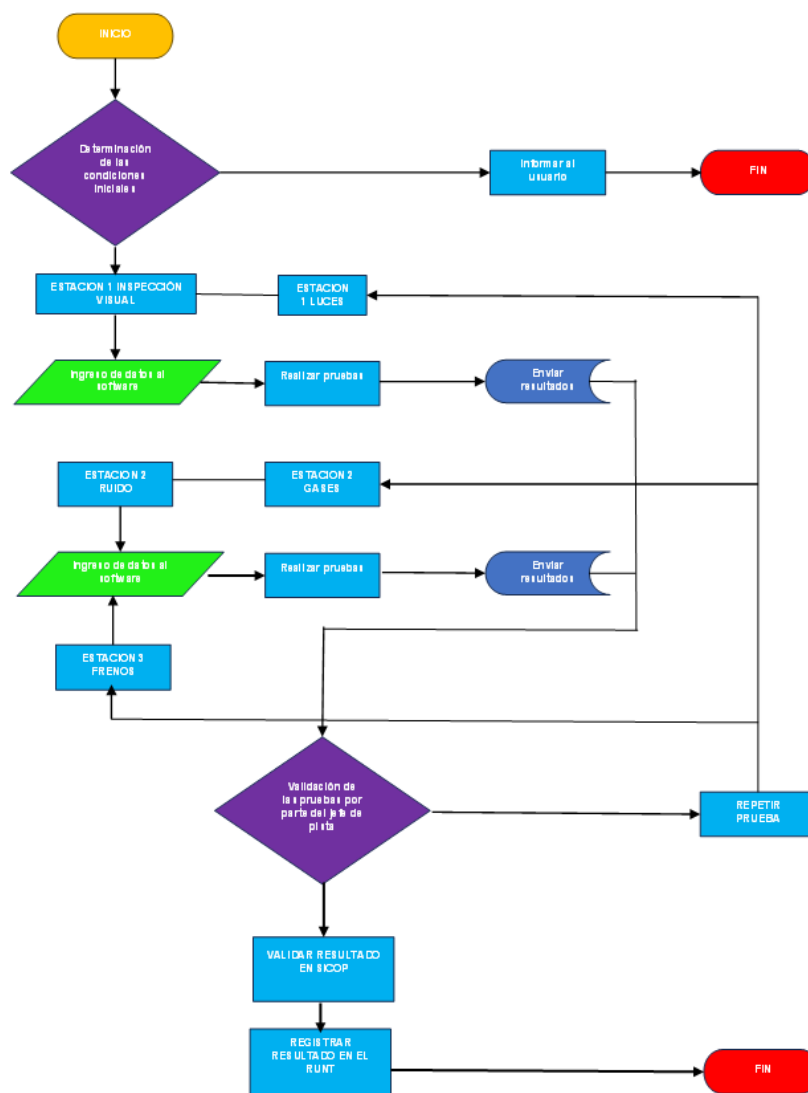 INICIO
Determinación
de las
condiciones
iniciales
Informar al
usuario
FIN
ESTACION 1 INSPECCIÓN
VISUAL
ESTACION
1 LUCES
Ingreso de datos al
software
Realizar pruebas
Enviar
resultados
ESTACION 2
RUIDO
ESTACION 2
GASES
Ingreso de datos al
software
Realizar pruebas
Enviar
resultados
ESTACION 3
FRENOS
Validación de
las pruebas por
parte del jefe de
pista
REPETIR
PRUEBA
VALIDAR RESULTADO
EN SICOP
REGISTRAR
RESULTADO EN EL
RUNT
FIN